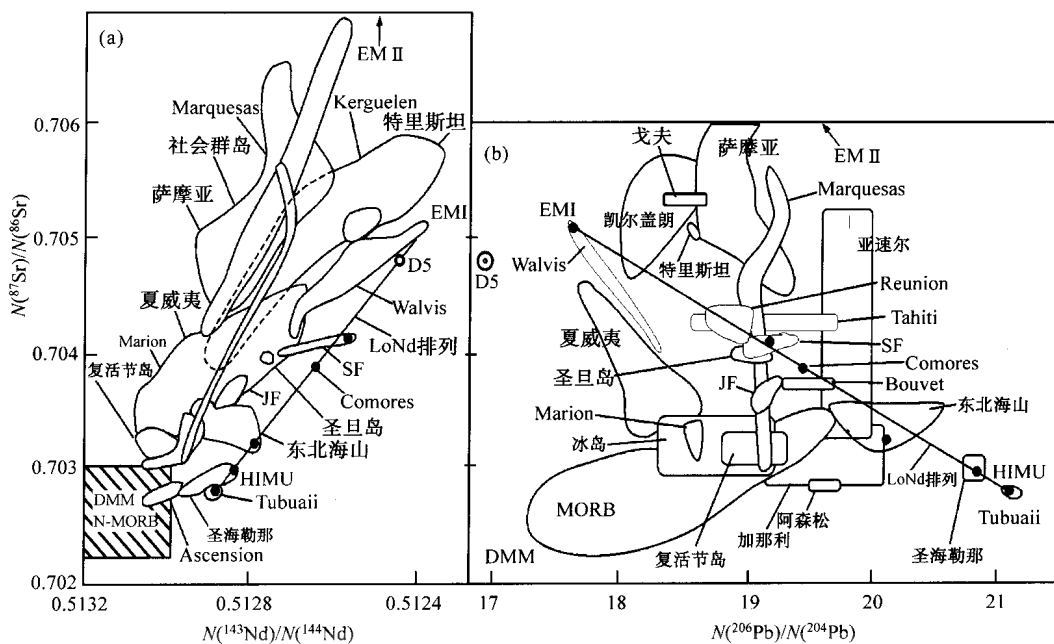 (a)
EM II
Marquesas
Kerguelen
0.706
社会群岛
特里斯坦
萨摩亚
N(⁸⁷Sr)/N(⁸⁶Sr)
0.705
EMI
D5
夏威夷
Walvis
Marion
LoNd排列
0.704
复活节岛
SF
Comores
JF
圣旦岛
东北海山
0.703
HIMU
DMM
N-MORB
Tubuaii
圣海勒那
Ascension
0.702
0.5132
0.5128
0.5124
N(¹⁴³Nd)/N(¹⁴⁴Nd)
(b)
戈夫
萨摩亚
EM II
Marquesas
EMI
凯尔盖朗
亚速尔
Walvis
特里斯坦
D5
Reunion
Tahiti
夏威夷
SF
圣旦岛
Comores
JF
Bouvet
Marion
东北海山
冰岛
LoNd排列
HIMU
MORB
阿森松
Tubuaii
DMM
复活节岛
加那利
圣海勒那
17
18
19
20
21
N(²⁰⁶Pb)/N(²⁰⁴Pb)